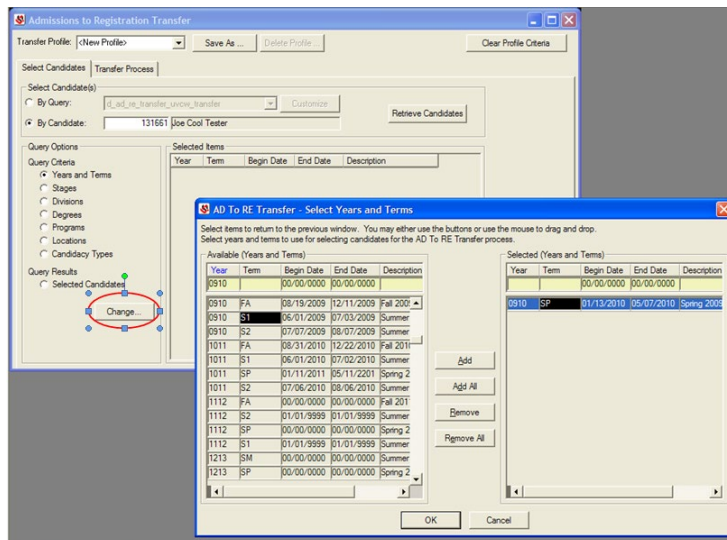 Admissions to Registration Transfer
Transfer Profile: <New Profile> Save As ... Delete Profile ... Clear Profile Criteria
Select Candidates Transfer Process
Select Candidate(s)
By Query: d_ad_re_transfer_uvcw_transfer Customize
Retrieve Candidates
By Candidate: 131661 Joe Cool Tester
Query Options
Selected Items
Query Criteria
Year Term Begin Date End Date Description
Years and Terms
Stages
Divisions
Degrees
Programs
Locations
Candidacy Types
Query Results
Selected Candidates
Change...
AD To RE Transfer - Select Years and Terms
Select items to return to the previous window. You may either use the buttons or use the mouse to drag and drop.
Select years and terms to use for selecting candidates for the AD To RE Transfer process.
Available (Years and Terms)
Year Term Begin Date End Date Description
0910 00/00/0000 00/00/0000
0910 FA 08/19/2009 12/11/2009 Fall 200
0910 S1 06/01/2009 07/03/2009 Summer
0910 S2 07/07/2009 08/07/2009 Summer
1011 FA 08/31/2010 12/22/2010 Fall 201
1011 S1 06/01/2010 07/02/2010 Summer
1011 SP 01/11/2011 05/11/2201 Spring 2
1011 S2 07/06/2010 08/06/2010 Summer
1112 FA 00/00/0000 00/00/0000 Fall 201
1112 S2 01/01/9999 01/01/9999 Summer
1112 SP 00/00/0000 00/00/0000 Spring 2
1112 S1 01/01/9999 01/01/9999 Summer
1213 SM 00/00/0000 00/00/0000 Summer
1213 SP 00/00/0000 00/00/0000 Spring 2
Add
Add All
Remove
Remove All
Selected (Years and Terms)
Year Term Begin Date End Date Description
00/00/0000 00/00/0000
0910 SP 01/13/2010 05/07/2010 Spring 2009
OK Cancel